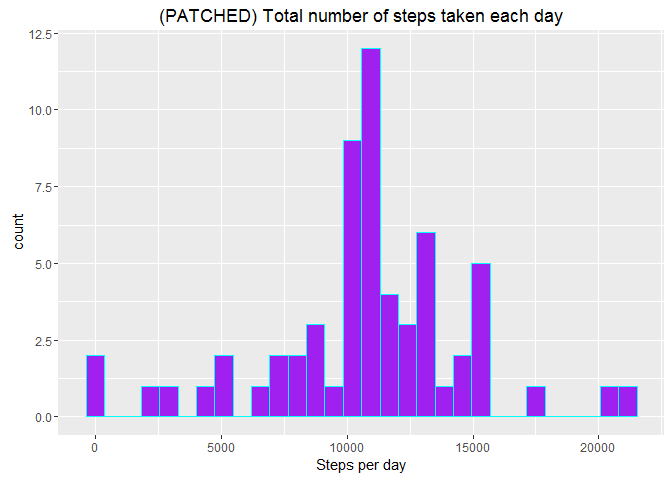 (PATCHED) Total number of steps taken each day
12.5
10.0
7.5
5.0
2.5
0.0
count
0 5000 10000 15000 20000
Steps per day